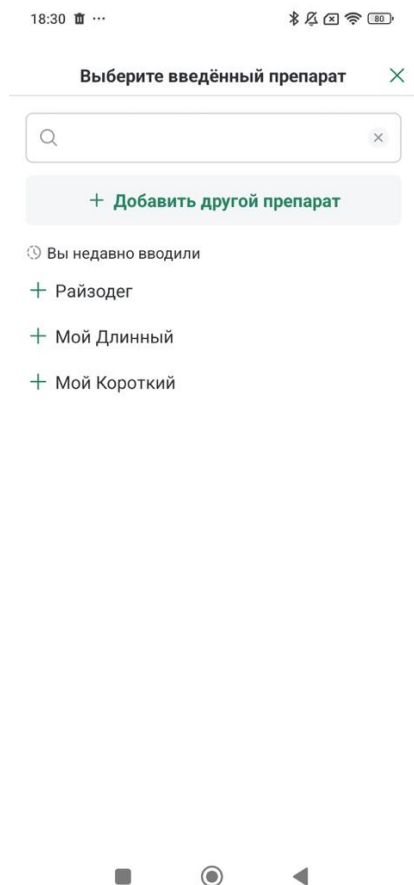 18:30
80
Выберите введённый препарат
+ Добавить другой препарат
Вы недавно вводили
+ Райзодег
+ Мой Длинный
+ Мой Короткий